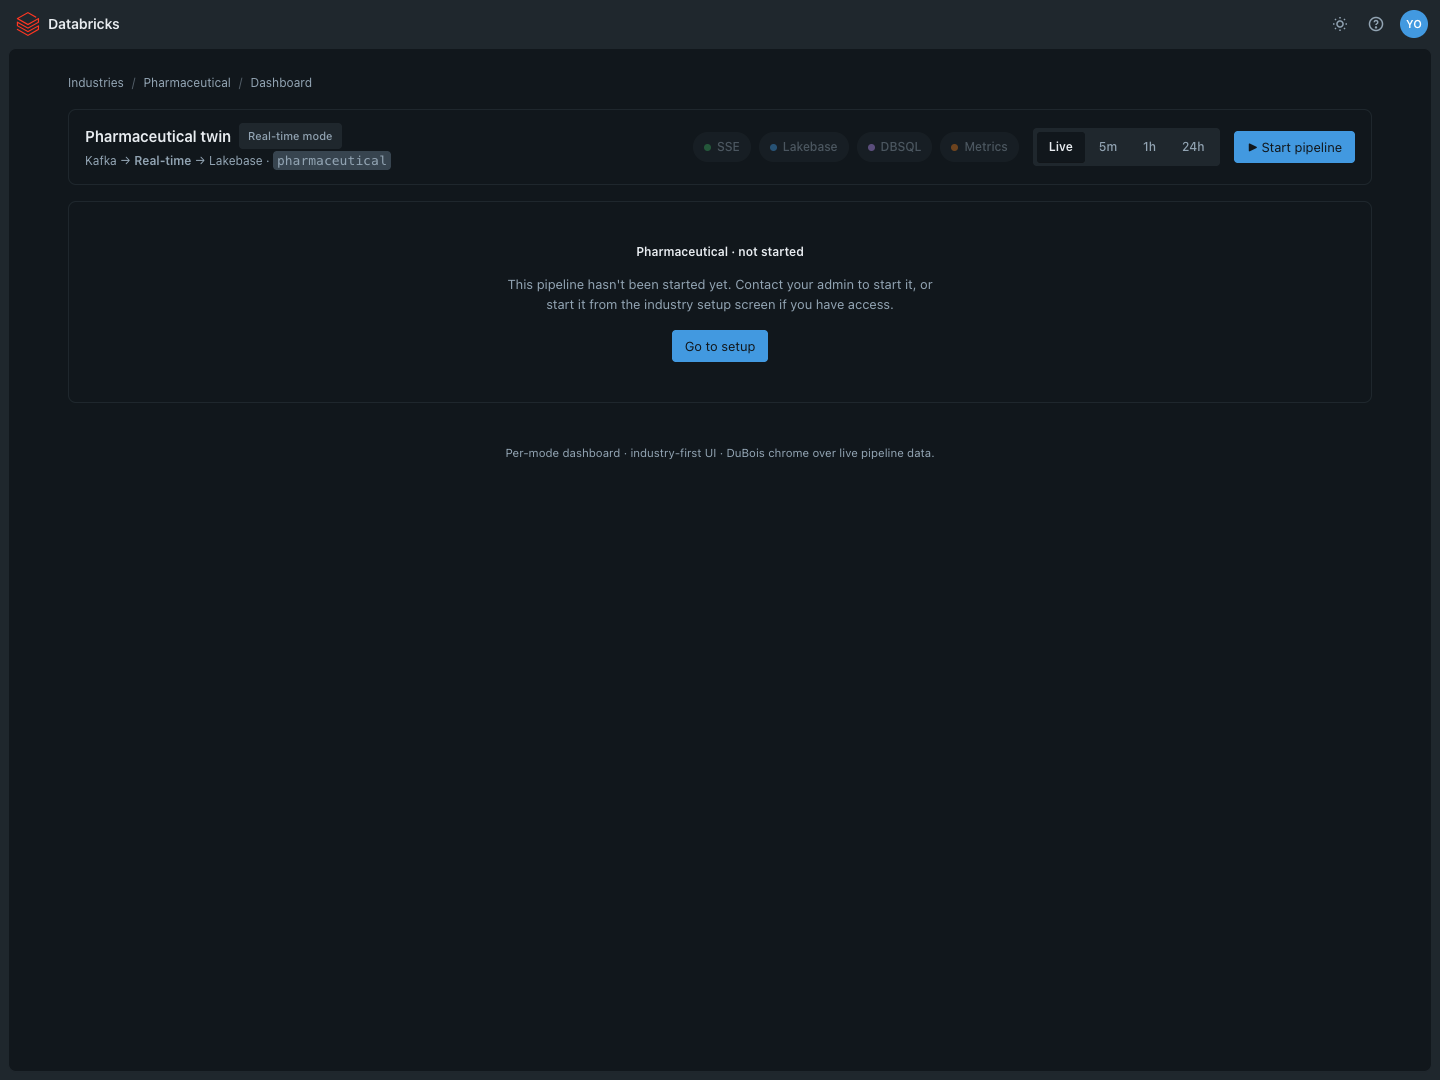 Databricks
YO
Industries / Pharmaceutical / Dashboard
Pharmaceutical twin Real-time mode
Kafka → Real-time → Lakebase · pharmaceutical
SSE Lakebase DBSQL Metrics Live 5m 1h 24h ▶ Start pipeline
Pharmaceutical · not started
This pipeline hasn't been started yet. Contact your admin to start it, or
start it from the industry setup screen if you have access.
Go to setup
Per-mode dashboard · industry-first UI · DuBois chrome over live pipeline data.